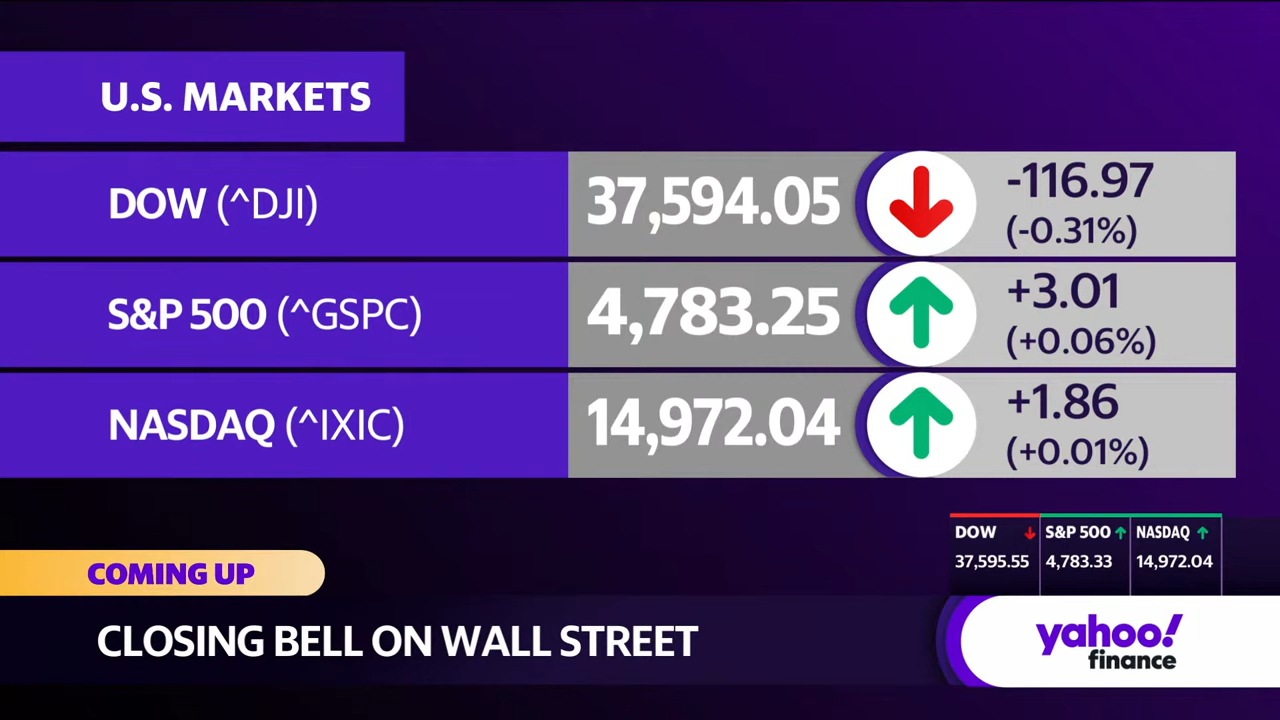 U.S. MARKETS
DOW (^DJI) 37,594.05 -116.97
(-0.31%)
S&P 500 (^GSPC) 4,783.25 +3.01
(+0.06%)
NASDAQ (^IXIC) 14,972.04 +1.86
(+0.01%)
DOW S&P 500 NASDAQ
37,595.55 4,783.33 14,972.04
COMING UP
CLOSING BELL ON WALL STREET
yahoo!
finance